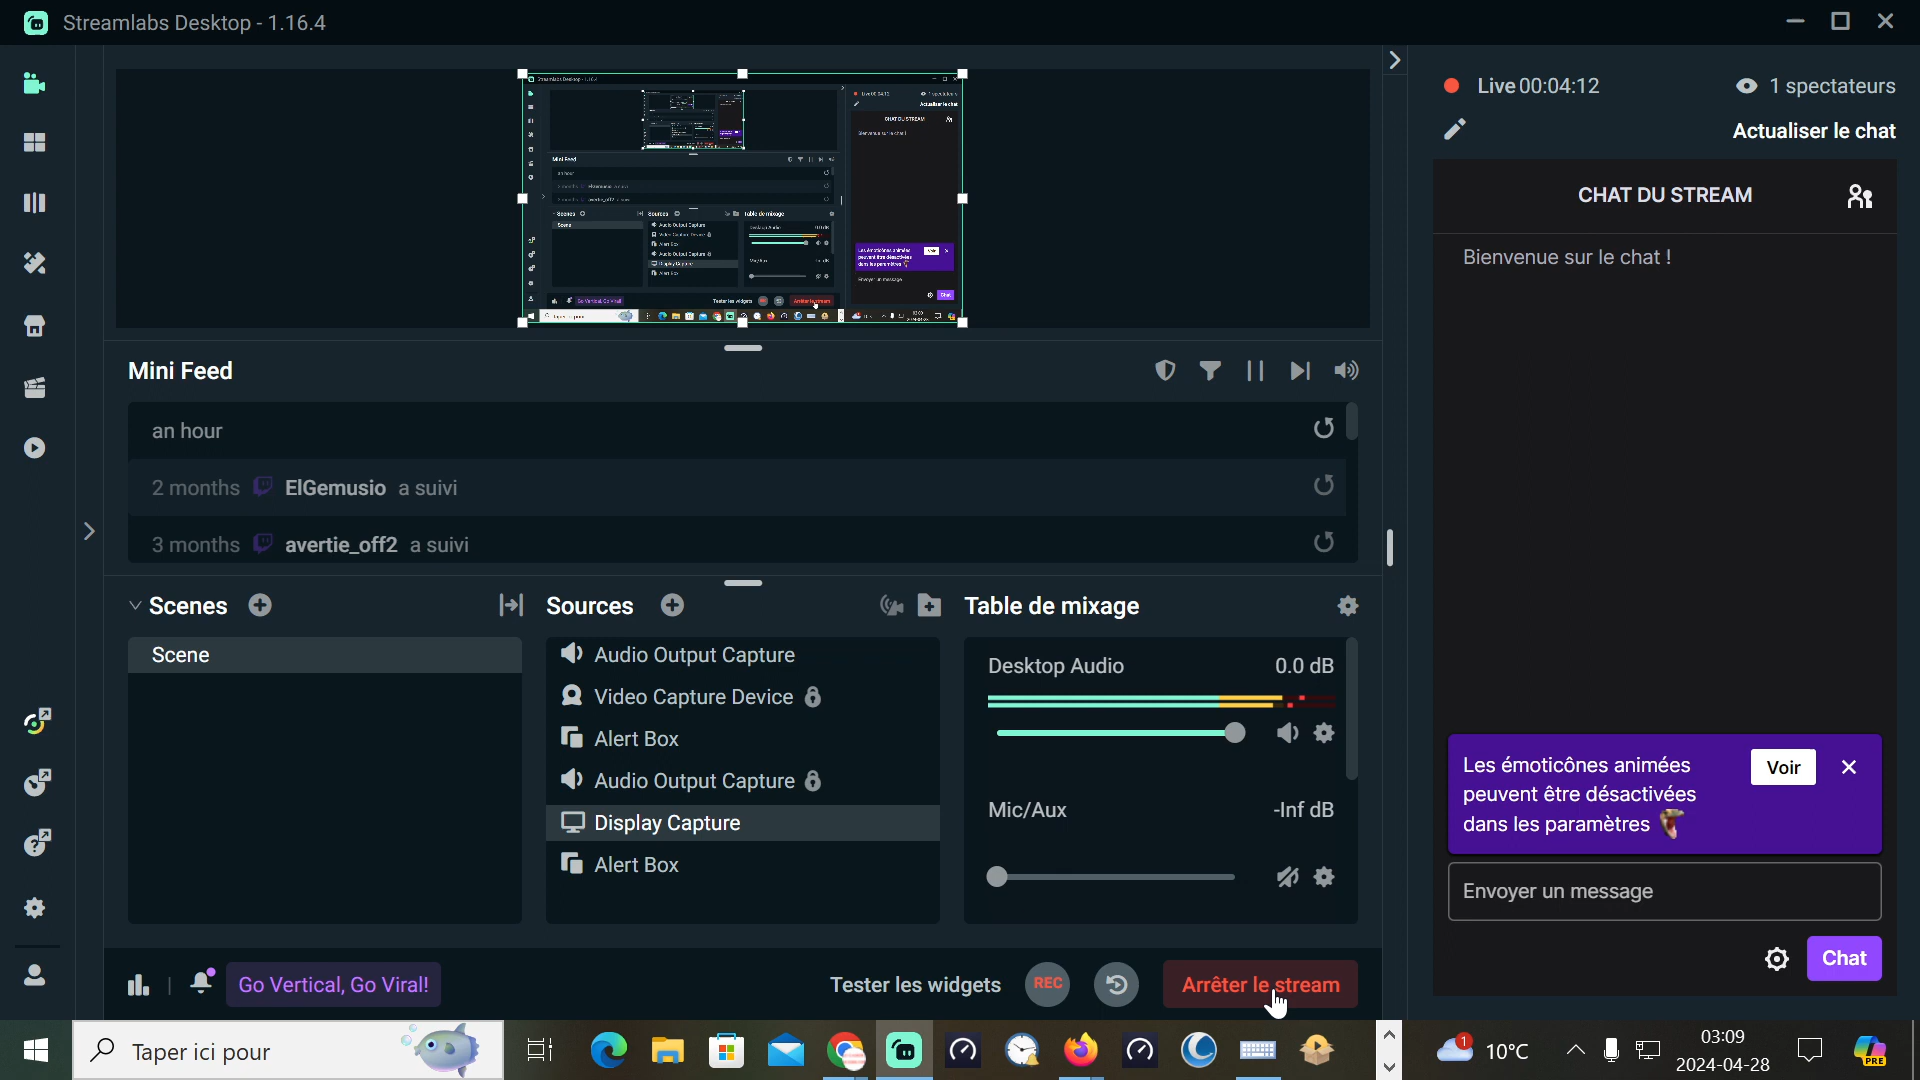 Streamlabs Desktop - 1.16.4
Live 00:04:12
1 spectateurs
Actualiser le chat
CHAT DU STREAM
Bienvenue sur le chat !
Mini Feed
an hour
2 months ElGemusio a suivi
3 months avertie_off2 a suivi
Scenes
Scene
Sources
Audio Output Capture
Video Capture Device
Alert Box
Audio Output Capture
Display Capture
Alert Box
Table de mixage
Desktop Audio 0.0 dB
Mic/Aux -Inf dB
Les émoticônes animées
peuvent être désactivées
dans les paramètres
Voir
Envoyer un message
Chat
Go Vertical, Go Viral!
Tester les widgets
REC
Arrêter le stream
Taper ici pour
1
10°C
03:09
2024-04-28
PRE